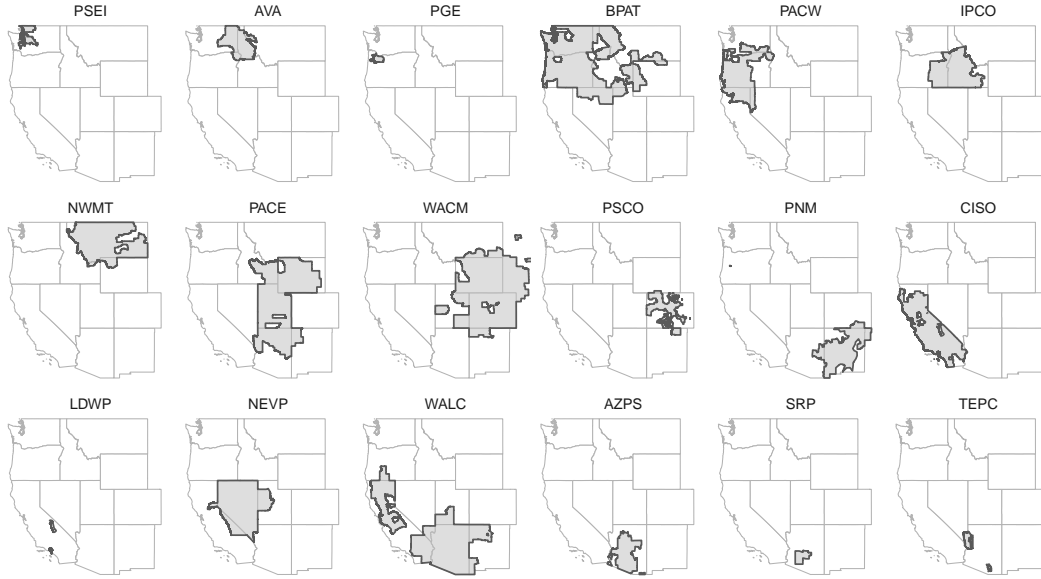 PSEI AVA PGE BPAT PACW IPCO
NWMT PACE WACM PSCO PNM CISO
LDWP NEVP WALC AZPS SRP TEPC